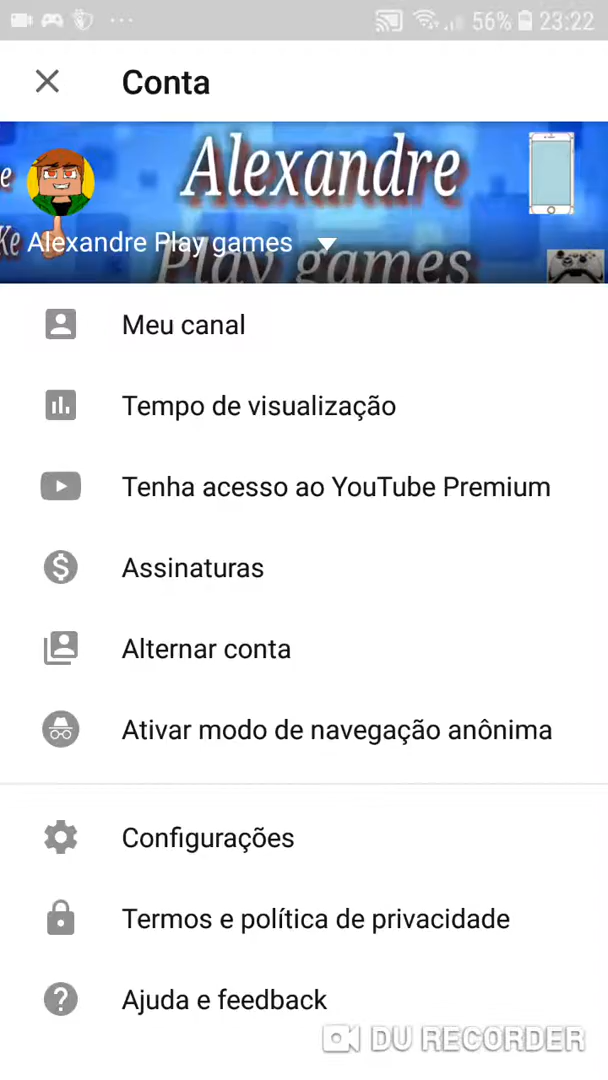 56% 23:22
Conta
Alexandre
Ke Alexandre Play games
Play games
Meu canal
Tempo de visualização
Tenha acesso ao YouTube Premium
Assinaturas
Alternar conta
Ativar modo de navegação anônima
Configurações
Termos e política de privacidade
Ajuda e feedback
DU RECORDER